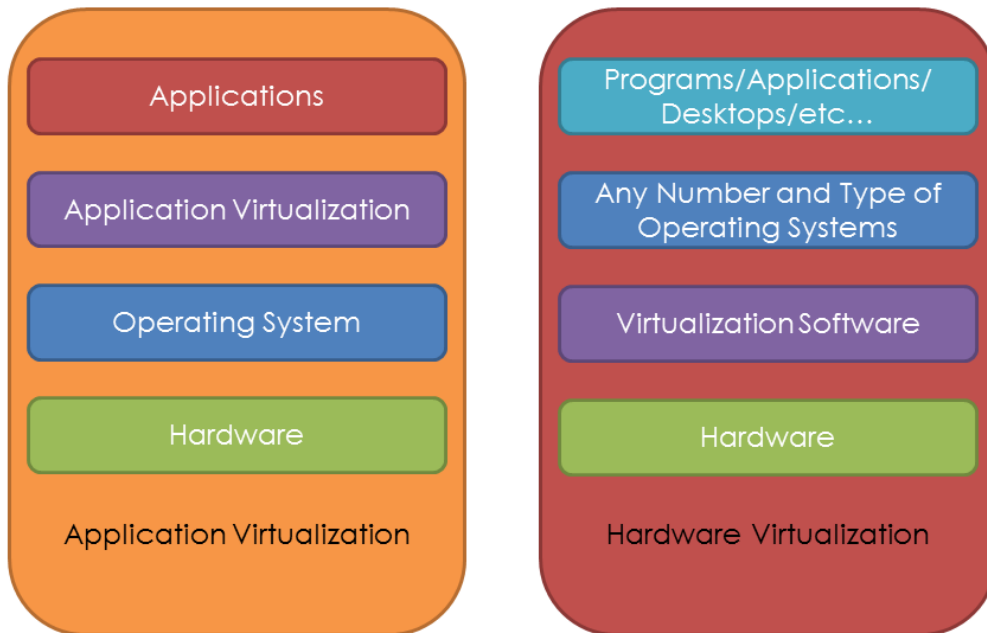 Applications
Application Virtualization
Operating System
Hardware
Application Virtualization
Programs/Applications/
Desktops/etc...
Any Number and Type of
Operating Systems
Virtualization Software
Hardware
Hardware Virtualization